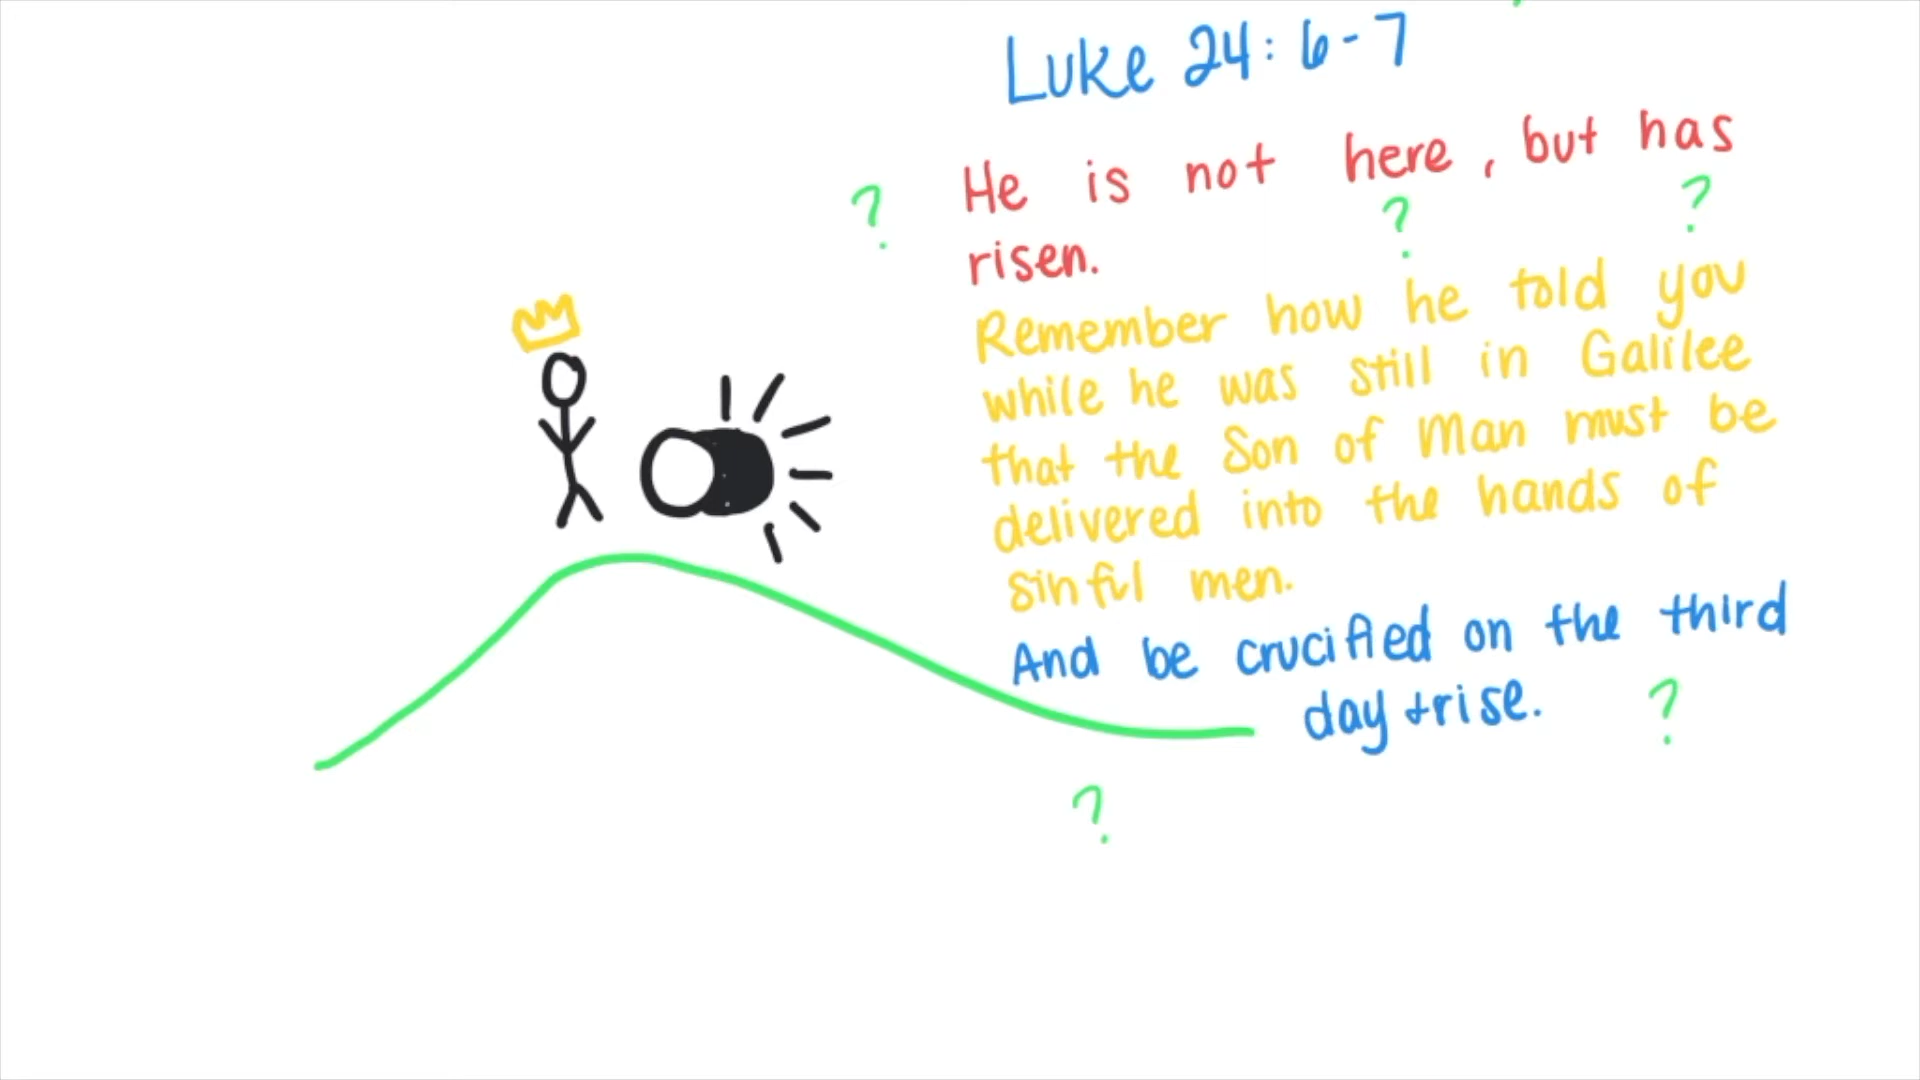 Luke 24: 6-7
He is not here, but has
?
? ?
risen.
Remember how he told you
while he was still in Galilee
that the Son of Man must be
delivered into the hands of
sinful men.
And be crucified on the third
day + rise. ?
?